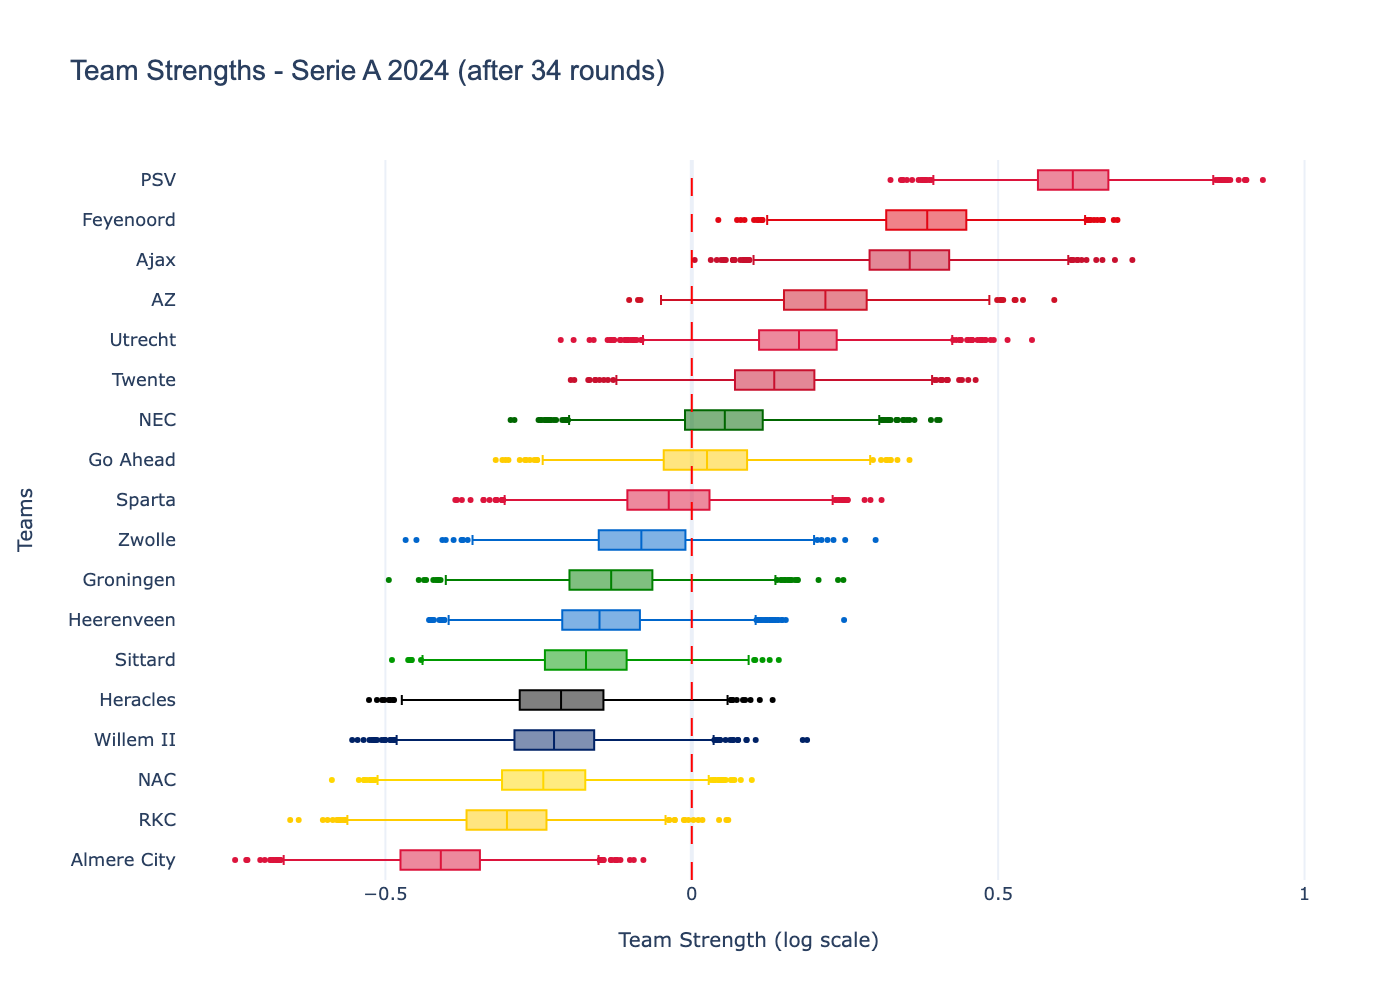 Team Strengths - Serie A 2024 (after 34 rounds)
Teams
PSV
Feyenoord
Ajax
AZ
Utrecht
Twente
NEC
Go Ahead
Sparta
Zwolle
Groningen
Heerenveen
Sittard
Heracles
Willem II
NAC
RKC
Almere City
−0.5 0 0.5 1
Team Strength (log scale)